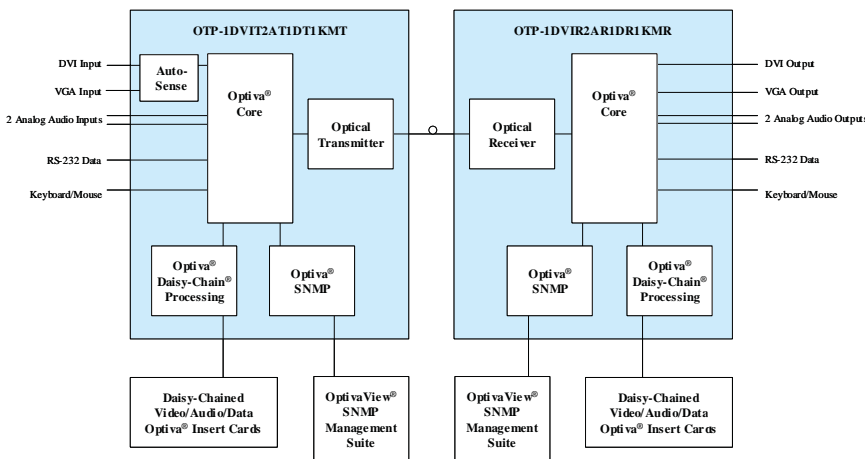 OTP-1DVIT2AT1DT1KMT
OTP-1DVIR2AR1DR1KMR
DVI Input
VGA Input
2 Analog Audio Inputs
RS-232 Data
Keyboard/Mouse
Auto-
Sense
Optiva®
Core
Optical
Transmitter
Optical
Receiver
Optiva®
Core
DVI Output
VGA Output
2 Analog Audio Outputs
RS-232 Data
Keyboard/Mouse
Optiva®
Daisy-Chain®
Processing
Optiva®
SNMP
Optiva®
SNMP
Optiva®
Daisy-Chain®
Processing
Daisy-Chained
Video/Audio/Data
Optiva® Insert Cards
OptivaView®
SNMP
Management
Suite
OptivaView®
SNMP
Management
Suite
Daisy-Chained
Video/Audio/Data
Optiva® Insert Cards